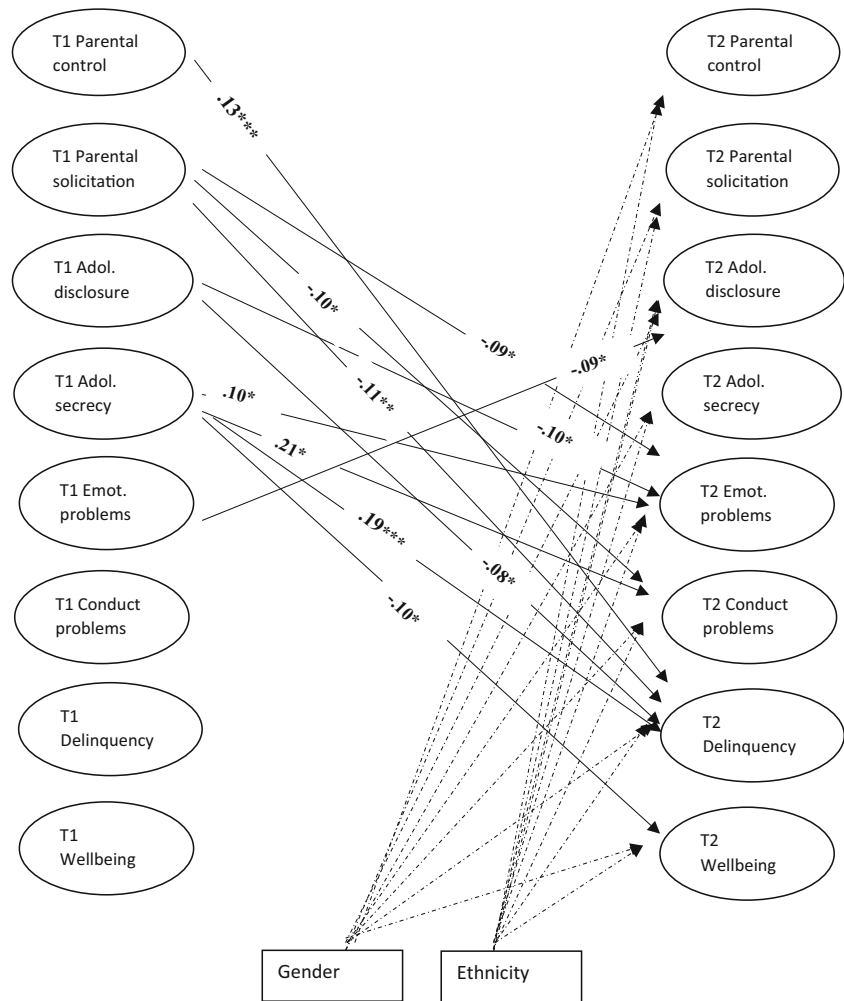 T1 Parental
control
T2 Parental
control
.13***
T1 Parental
solicitation
T2 Parental
solicitation
T1 Adol.
disclosure
T2 Adol.
disclosure
-.10*
-.09*
-.09*
T1 Adol.
secrecy
T2 Adol.
secrecy
.10*
-.11**
-.10*
.21*
T1 Emot.
problems
T2 Emot.
problems
.19***
-.08*
-.10*
T1 Conduct
problems
T2 Conduct
problems
T1
Delinquency
T2
Delinquency
T1
Wellbeing
T2
Wellbeing
Gender
Ethnicity